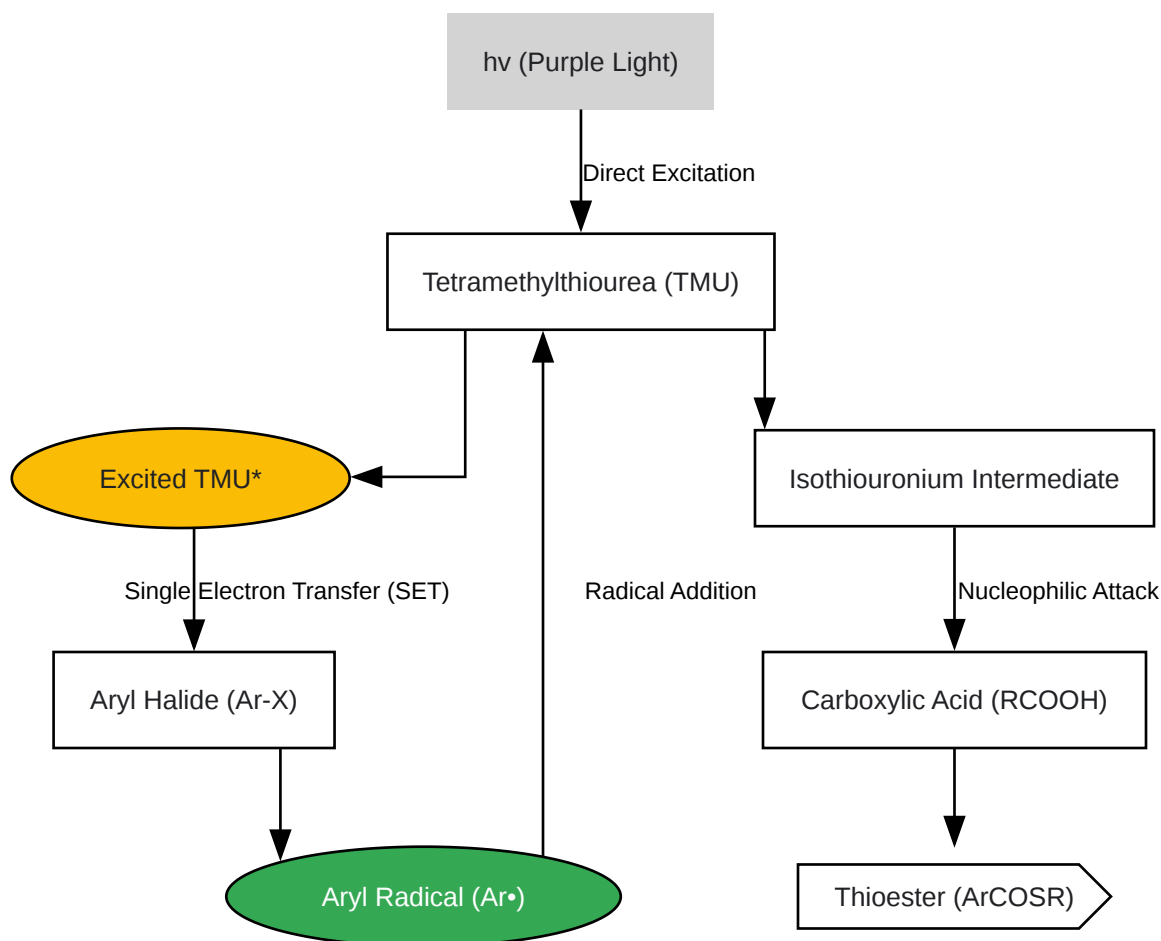 hv (Purple Light)
Direct Excitation
Tetramethylthiourea (TMU)
Excited TMU*
Isothiouronium Intermediate
Single Electron Transfer (SET)
Radical Addition
Nucleophilic Attack
Aryl Halide (Ar-X)
Carboxylic Acid (RCOOH)
Aryl Radical (Ar•)
Thioester (ArCOSR)